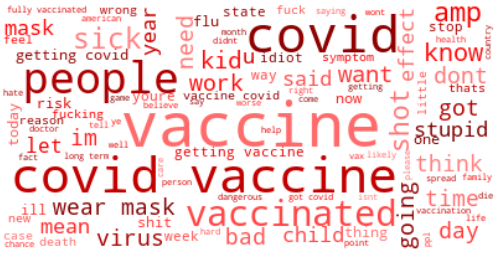 fully vaccinated
wrong
flu
state
fuck
saying
wont
amp
mask
american
month
stop
feel
sick
year
need
covid
effect
health
country
getting covid
didnt
idiot
symptom
know
people
kid
u
want
dont
hate
game
youre
work
way
said
getting
thats
risk
vaccine covid
now
little
today
fucking
believe
day
worse
right
come
shot
got
reason
vaccine
stupid
doctor
tell
ye
help
one
let
im
fact
long term
well
getting vaccine
vax
likely
think
covid vaccine
care
person
dangerous
got covid
isnt
please
spread
family
die
ill
wear mask
vaccinated
going
time
vaccination
new
mean
shit
week
hard
bad
child
thing
ppl
like
case
chance
death
virus
point
day